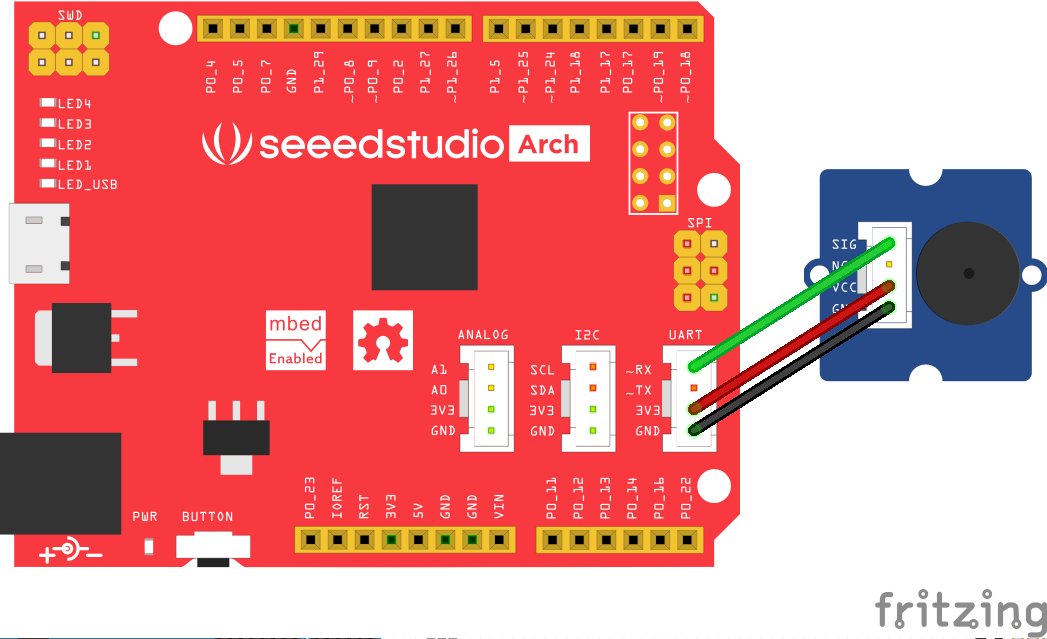 SWD
P0_4
P0_5
P0_7
GND
P1_29
~P0_8
~P0_9
P0_2
P1_27
~P1_26
P1_5
~P1_25
~P1_24
P1_18
P1_17
P0_17
~P0_19
~P0_18
LED4
LED3
LED2
LED1
LED_USB
seeedstudio Arch
SPI
SIG
VCC
mbed
Enabled
ANALOG
A1
A0
3V3
GND
I2C
SCL
SDA
3V3
GND
UART
~RX
~TX
3V3
GND
P0_23
IOREF
RST
3V3
5V
GND
GND
VIN
P0_11
P0_12
P0_13
P0_14
P0_16
P0_22
PWR
BUTTON
fritzing